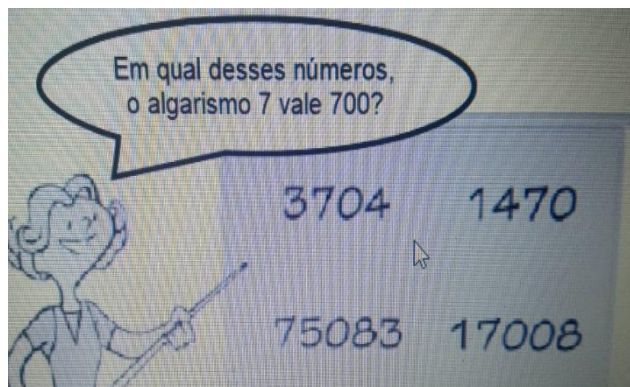 Em qual desses números,
o algarismo 7 vale 700?
3704 1470
75083 17008